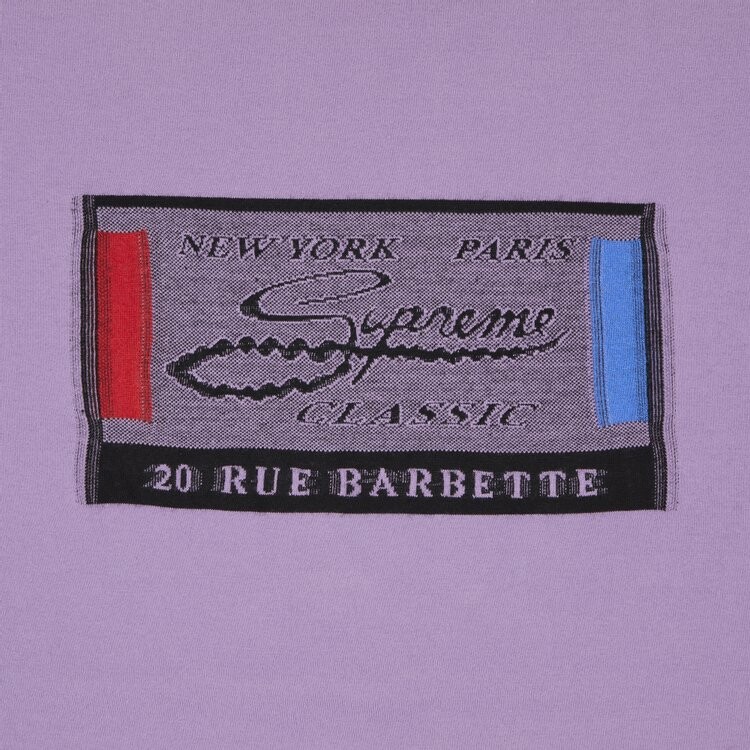 NEW YORK PARIS
Supreme
CLASSIC
20 RUE BARBETTE